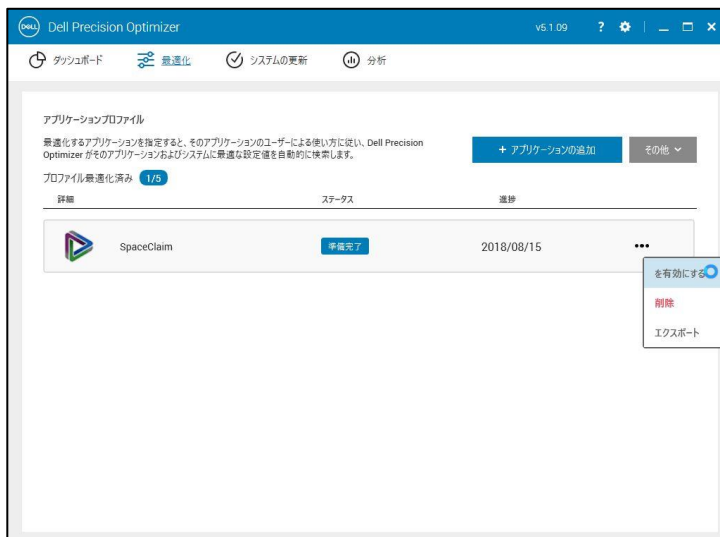 DELL Dell Precision Optimizer v5.1.09 ?
ダッシュボード 最適化 システムの更新 分析
アプリケーションプロファイル
最適化するアプリケーションを指定すると、そのアプリケーションのユーザーによる使い方に従い、Dell Precision
Optimizer がそのアプリケーションおよびシステムに最適な設定値を自動的に検索します。
+ アプリケーションの追加 その他
プロファイル最適化済み 1/5
詳細 ステータス 進捗
SpaceClaim 準備完了 2018/08/15
を有効にする
削除
エクスポート